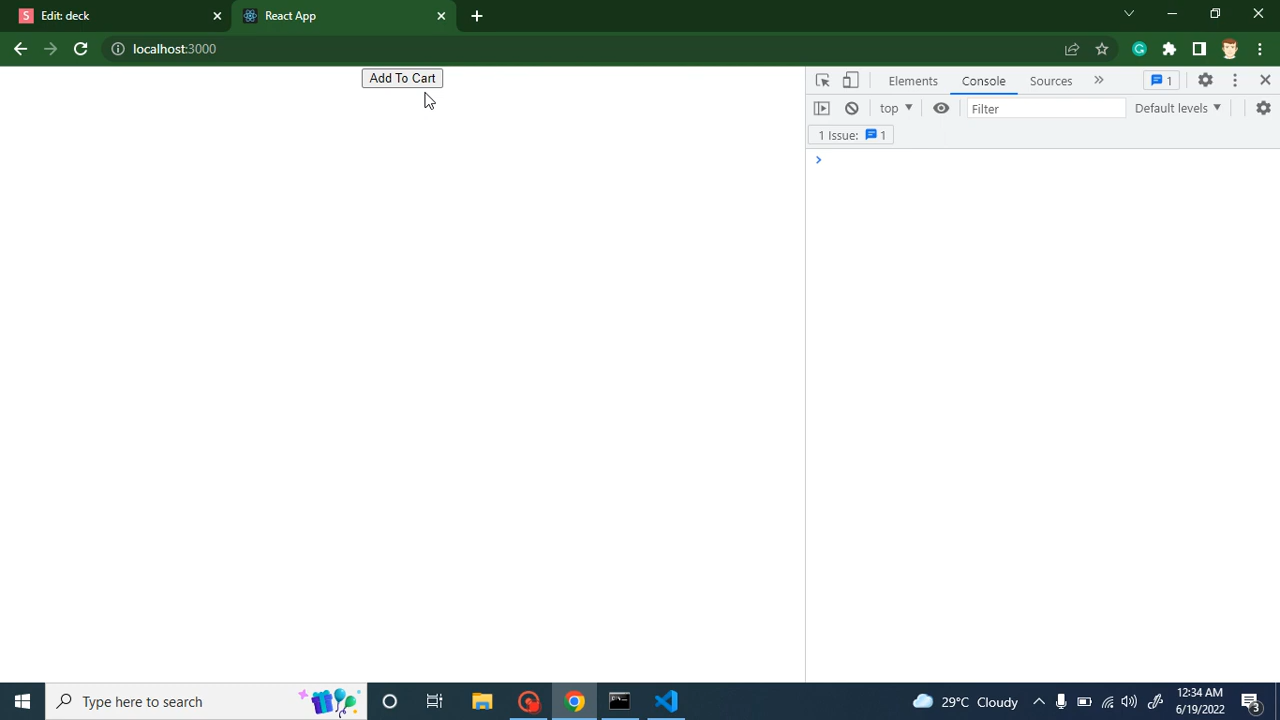 S Edit: deck
React App
localhost:3000
Add To Cart
Elements Console Sources 1
top Filter Default levels
1 Issue: 1
Type here to search
29°C Cloudy
12:34 AM
6/19/2022
3